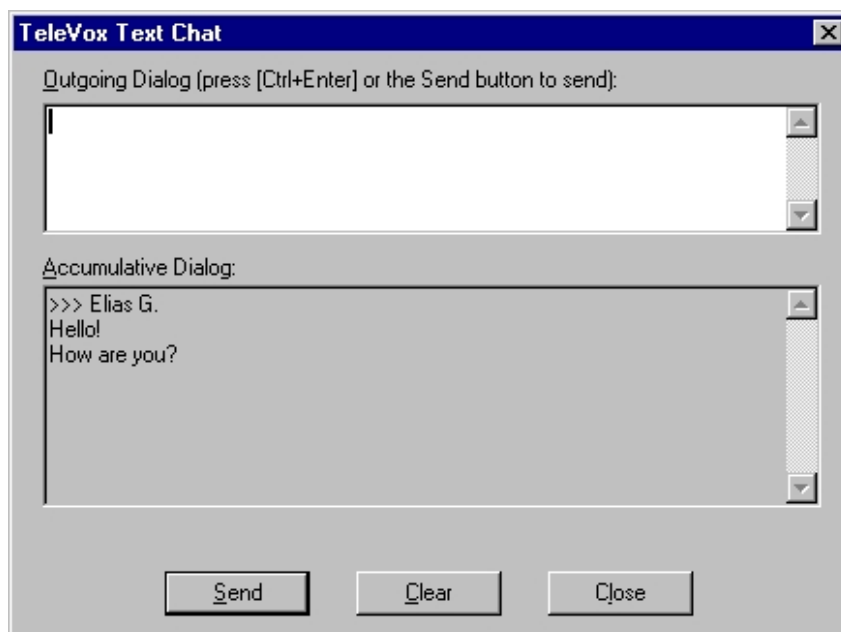 TeleVox Text Chat
Outgoing Dialog (press [Ctrl+Enter] or the Send button to send):
Accumulative Dialog:
>>> Elias G.
Hello!
How are you?
Send
Clear
Close